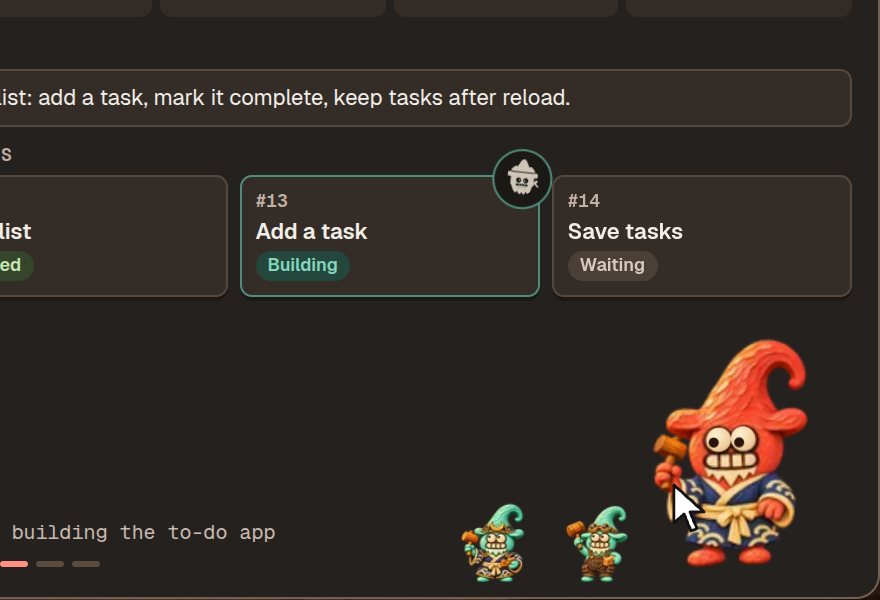 ist: add a task, mark it complete, keep tasks after reload.
s
#13
#14
list
Add a task
Save tasks
ed
Building
Waiting
building the to-do app